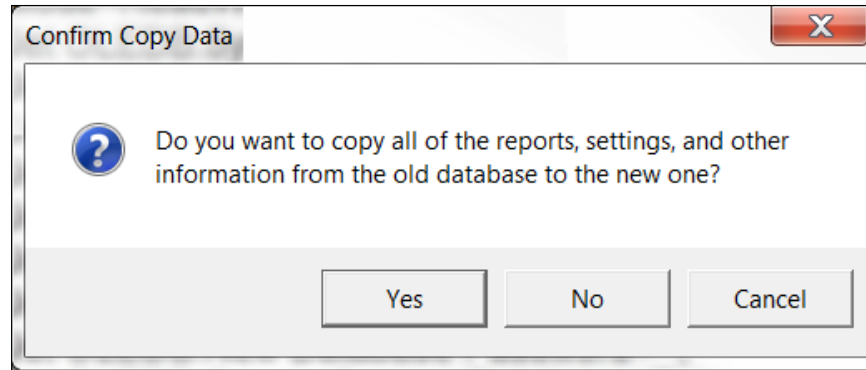 Confirm Copy Data
Do you want to copy all of the reports, settings, and other
information from the old database to the new one?
Yes No Cancel